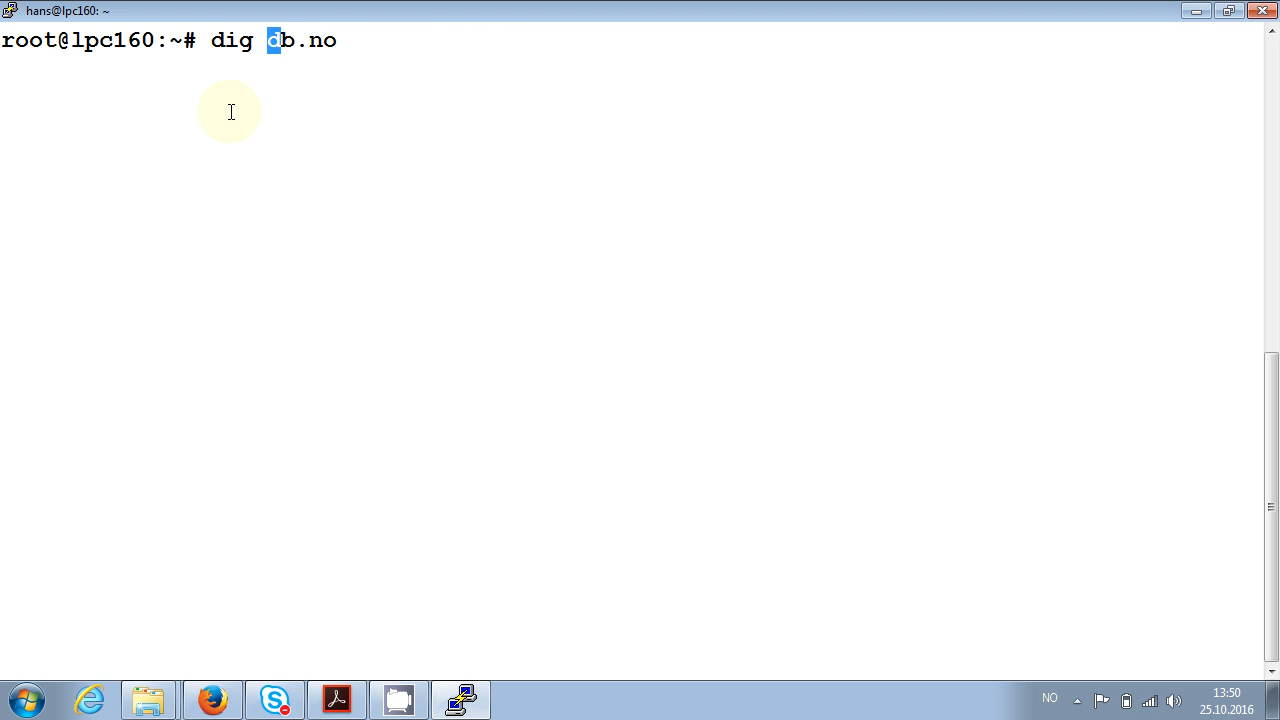 hans@lpc160: ~
root@lpc160:~# dig db.no
NO
13:50
25.10.2016